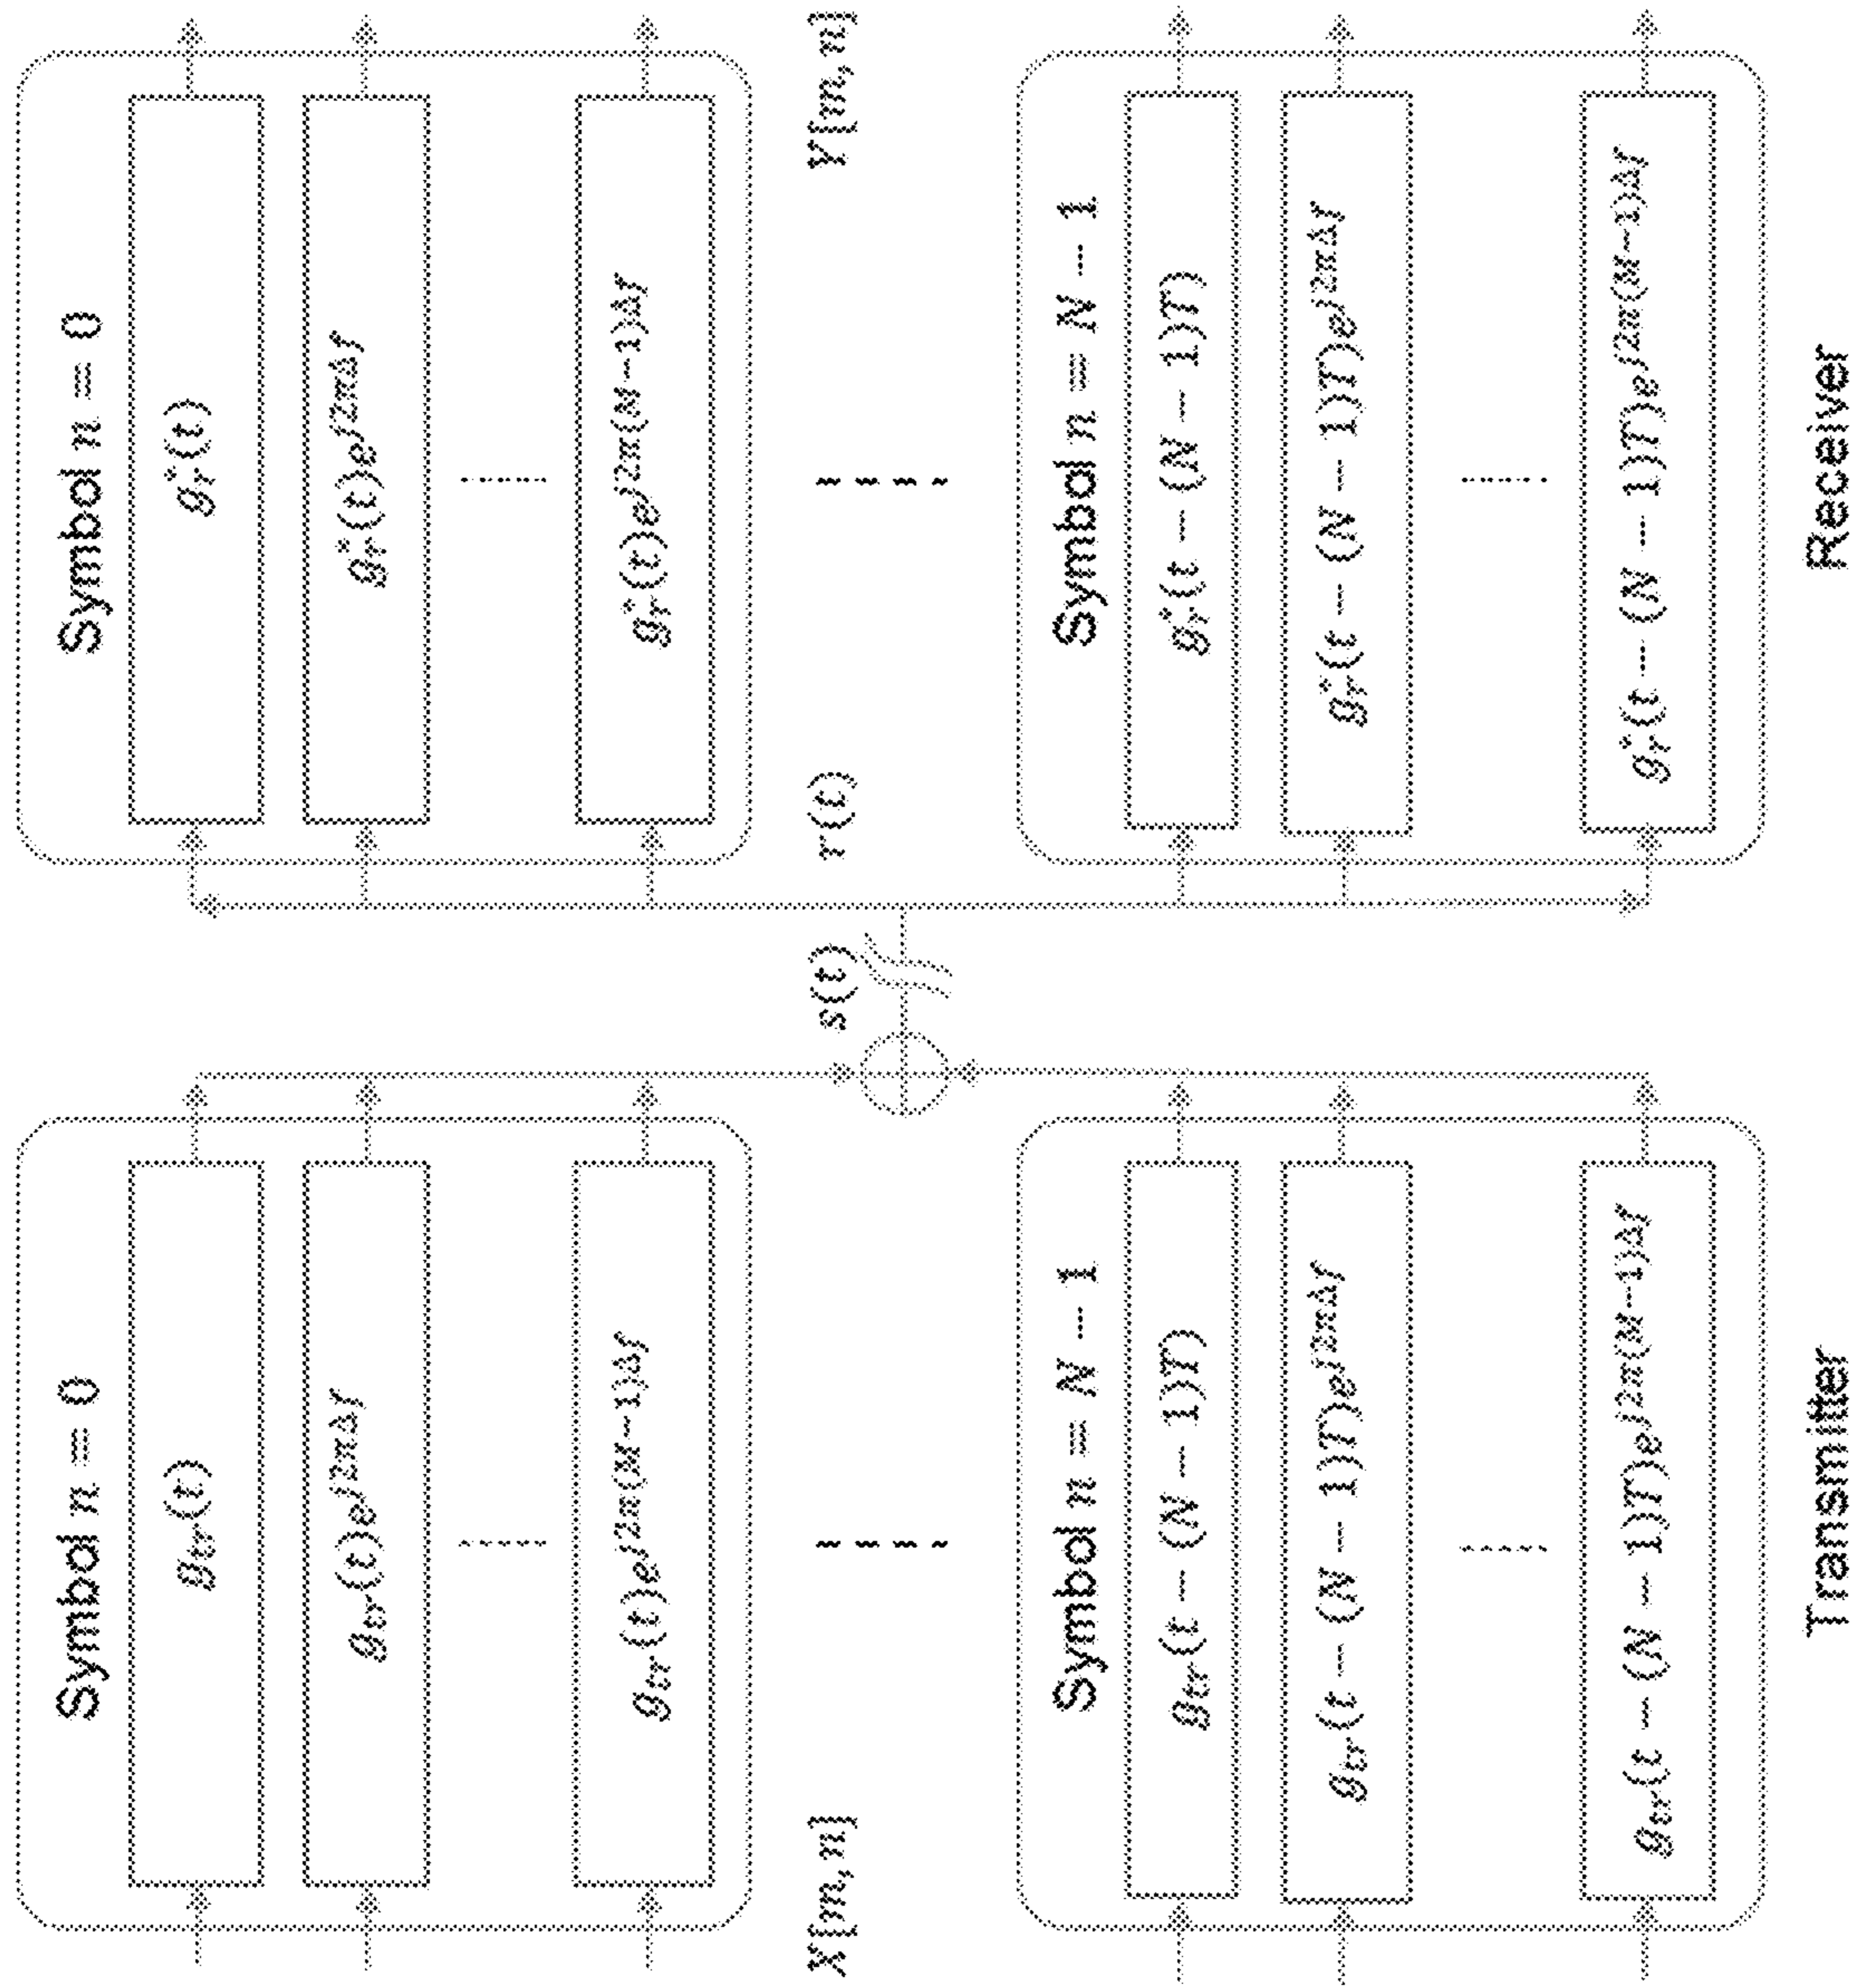 Symbol n = 0
g_tr(t)
g_tr(t)e^{j2πΔf}
g_tr(t)e^{j2π(M−1)Δf}
X[m, n]
Symbol n = N − 1
g_tr(t − (N − 1)T)
g_tr(t − (N − 1)T)e^{j2πΔf}
g_tr(t − (N − 1)T)e^{j2π(M−1)Δf}
Transmitter
s(t)
r(t)
Symbol n = 0
g_r^*(t)
g_r^*(t)e^{j2πΔf}
g_r^*(t)e^{j2π(M−1)Δf}
Y[m, n]
Symbol n = N − 1
g_r^*(t − (N − 1)T)
g_r^*(t − (N − 1)T)e^{j2πΔf}
g_r^*(t − (N − 1)T)e^{j2π(M−1)Δf}
Receiver